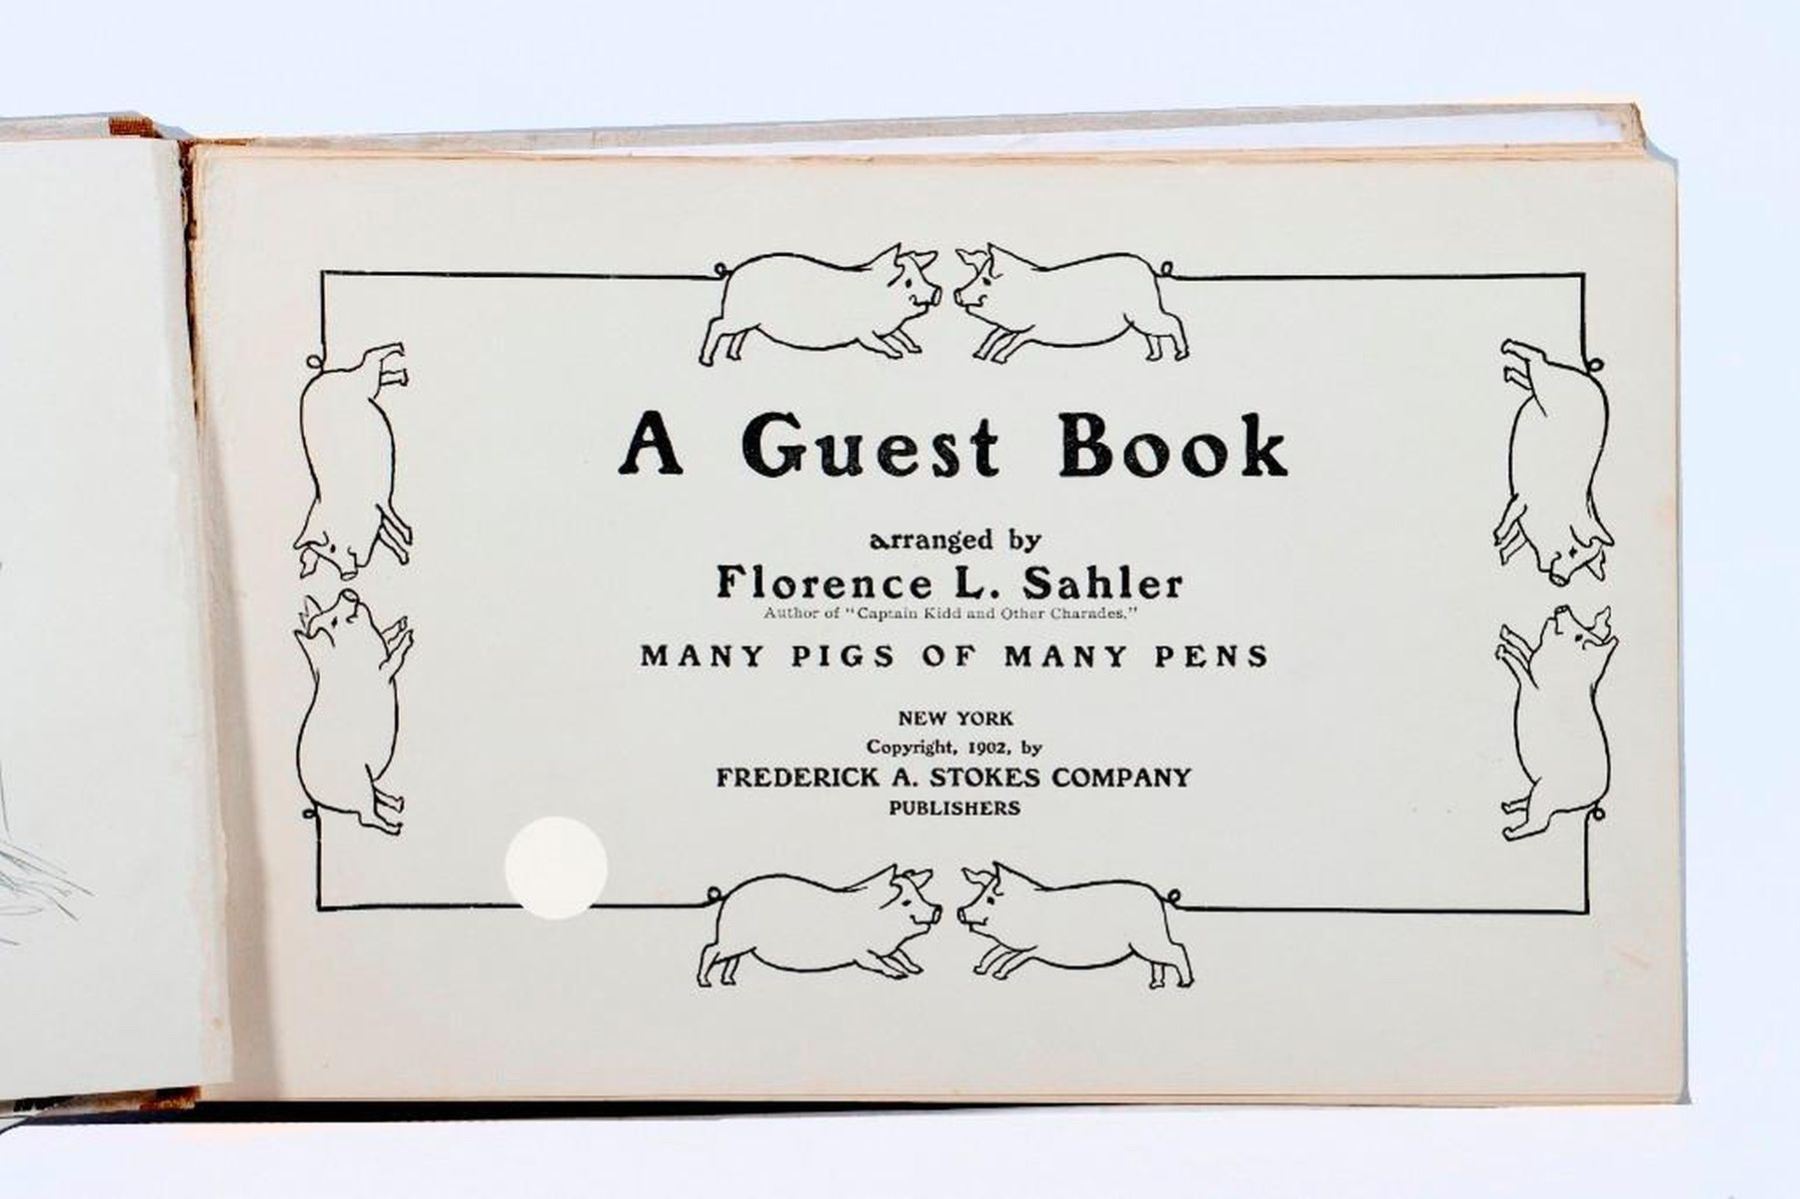 A Guest Book
arranged by
Florence L. Sahler
Author of "Captain Kidd and Other Charades."
MANY PIGS OF MANY PENS
NEW YORK
Copyright, 1902, by
FREDERICK A. STOKES COMPANY
PUBLISHERS